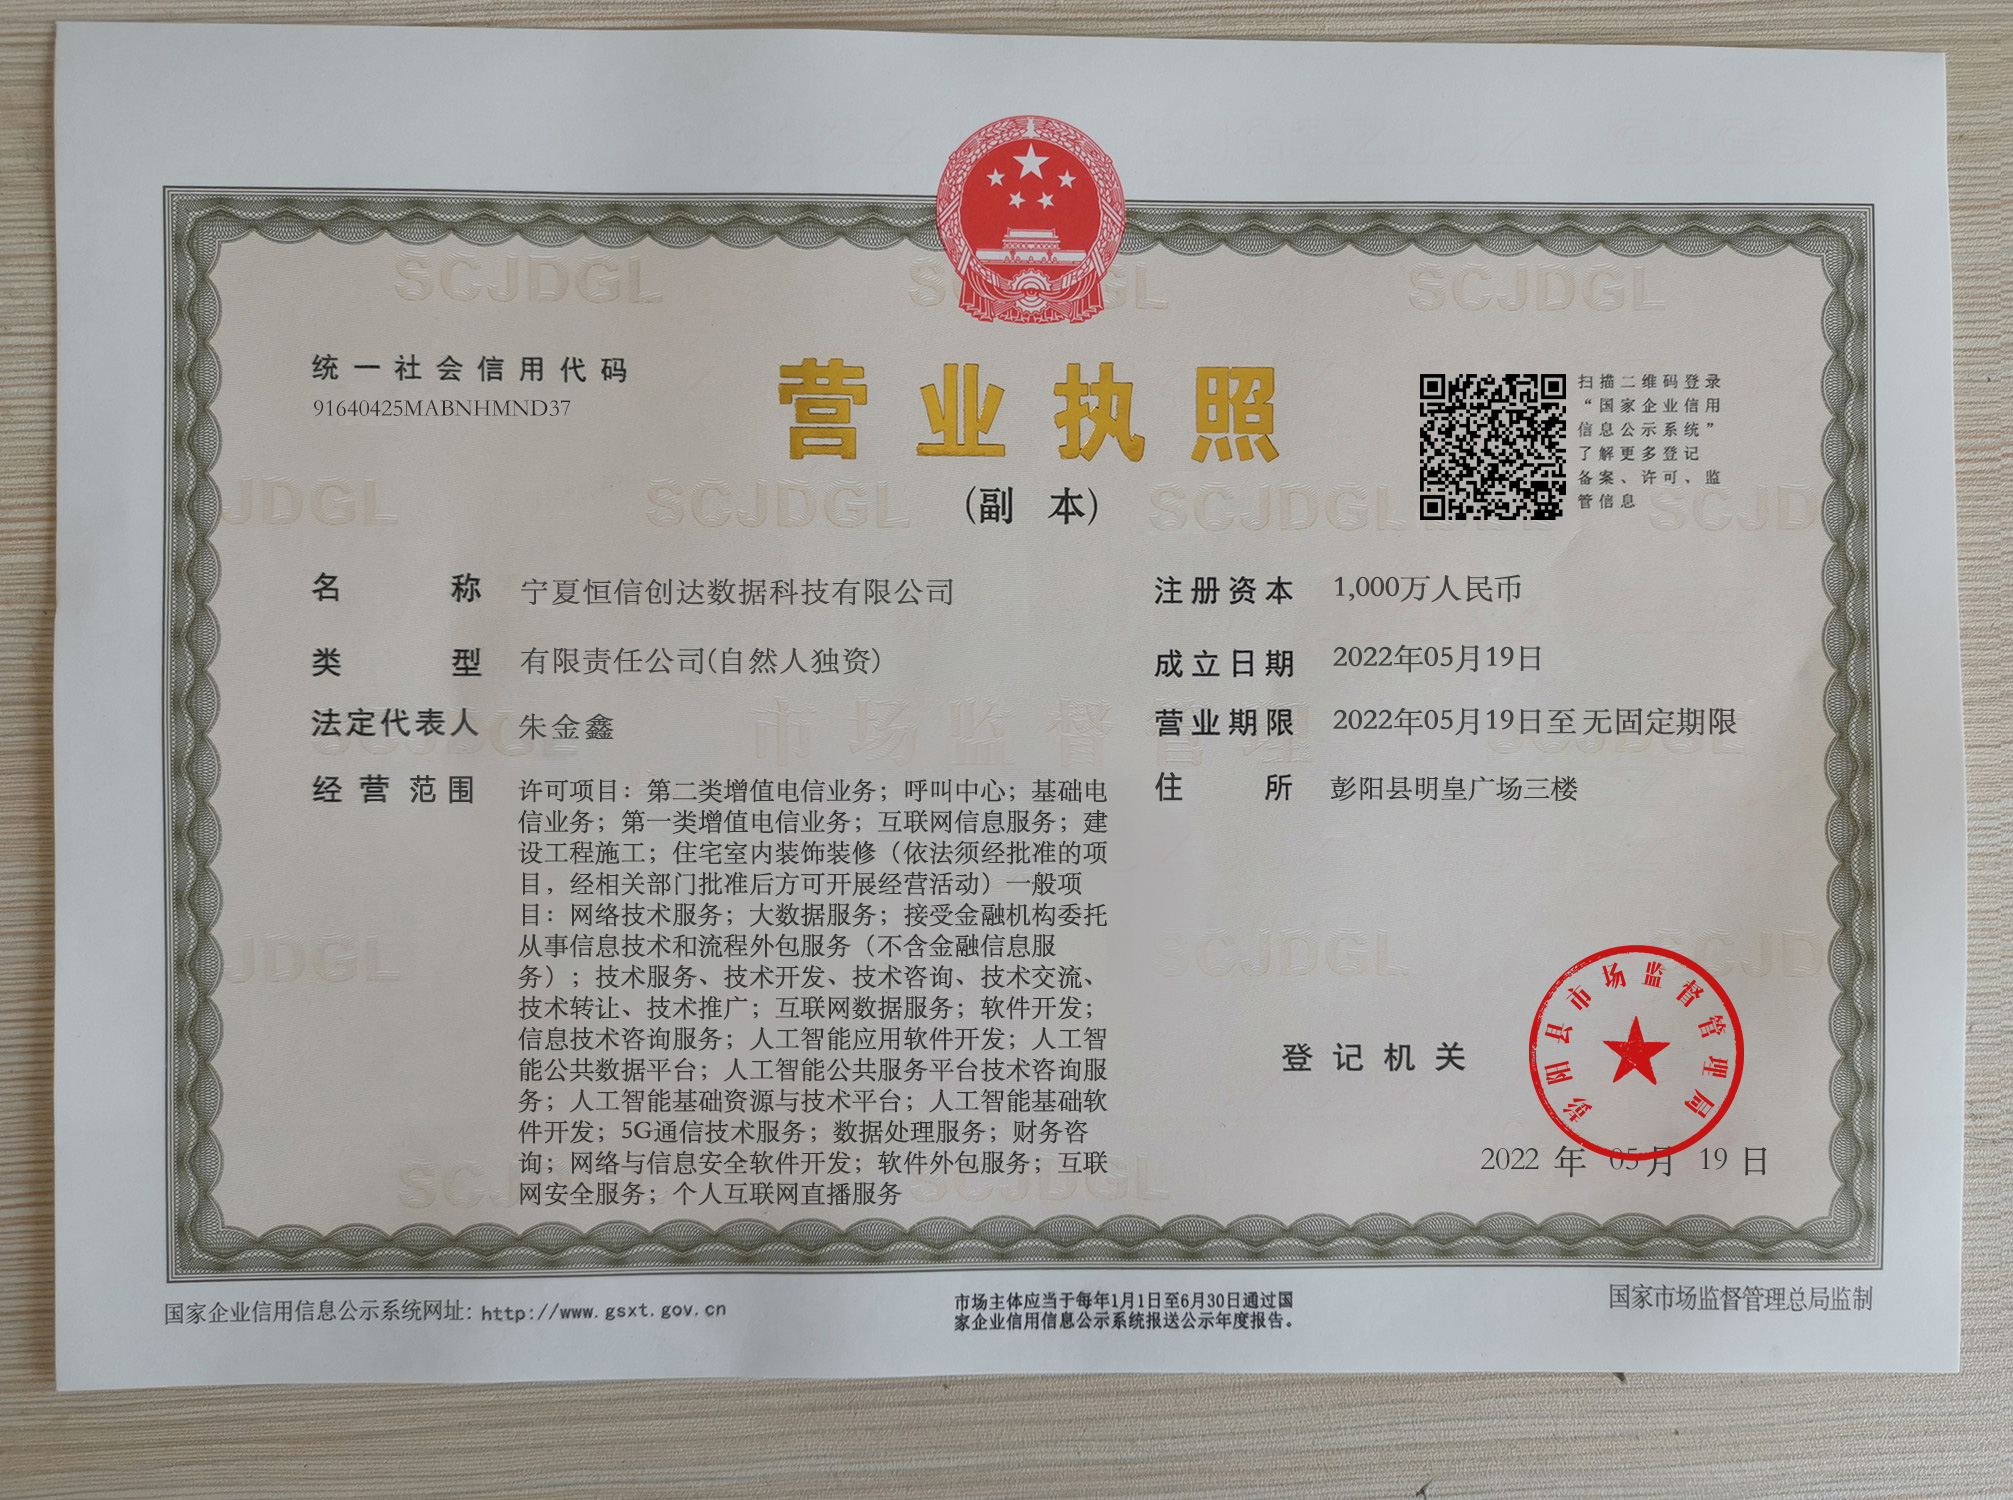 统一社会信用代码
91640425MABNHMND37
营业执照
(副 本)
扫描二维码登录
“国家企业信用
信息公示系统”
了解更多登记
备案、许可、监
管信息
名称 宁夏恒信创达数据科技有限公司
类型 有限责任公司(自然人独资)
法定代表人 朱金鑫
经营范围 许可项目：第二类增值电信业务；呼叫中心；基础电
信业务；第一类增值电信业务；互联网信息服务；建
设工程施工；住宅室内装饰装修（依法须经批准的项
目，经相关部门批准后方可开展经营活动）一般项
目：网络技术服务；大数据服务；接受金融机构委托
从事信息技术和流程外包服务（不含金融信息服
务）；技术服务、技术开发、技术咨询、技术交流、
技术转让、技术推广；互联网数据服务；软件开发；
信息技术咨询服务；人工智能应用软件开发；人工智
能公共数据平台；人工智能公共服务平台技术咨询服
务；人工智能基础资源与技术平台；人工智能基础软
件开发；5G通信技术服务；数据处理服务；财务咨
询；网络与信息安全软件开发；软件外包服务；互联
网安全服务；个人互联网直播服务
注册资本 1,000万人民币
成立日期 2022年05月19日
营业期限 2022年05月19日至无固定期限
住所 彭阳县明皇广场三楼
登记机关
彭阳县市场监督管理局
2022 年 05 月 19 日
国家企业信用信息公示系统网址：http://www.gsxt.gov.cn
市场主体应当于每年1月1日至6月30日通过国
家企业信用信息公示系统报送公示年度报告。
国家市场监督管理总局监制
SCJDGL
市场监督管理